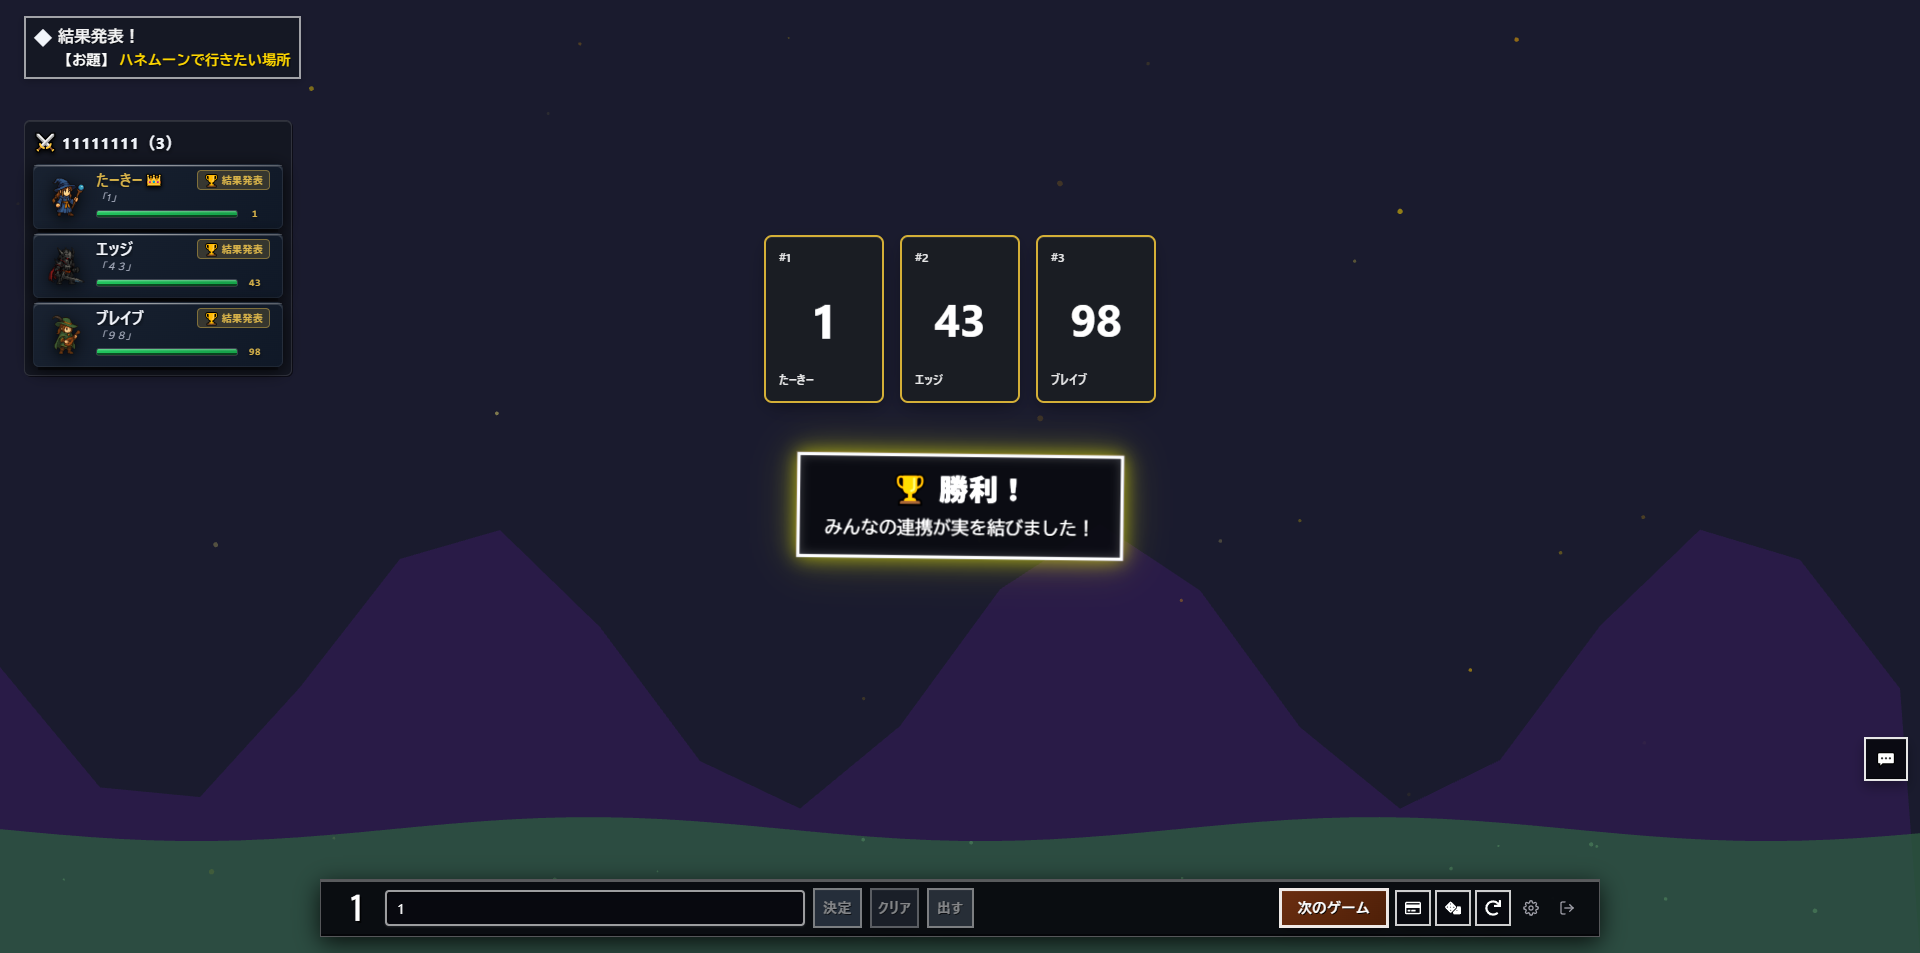 結果発表！
【お題】 ハネムーンで行きたい場所
11111111（3）
たーきー
結果発表
「1」
1
エッジ
結果発表
「4 3」
43
ブレイブ
結果発表
「9 8」
98
#1
1
たーきー
#2
43
エッジ
#3
98
ブレイブ
勝利！
みんなの連携が実を結びました！
1
1
決定
クリア
出す
次のゲーム